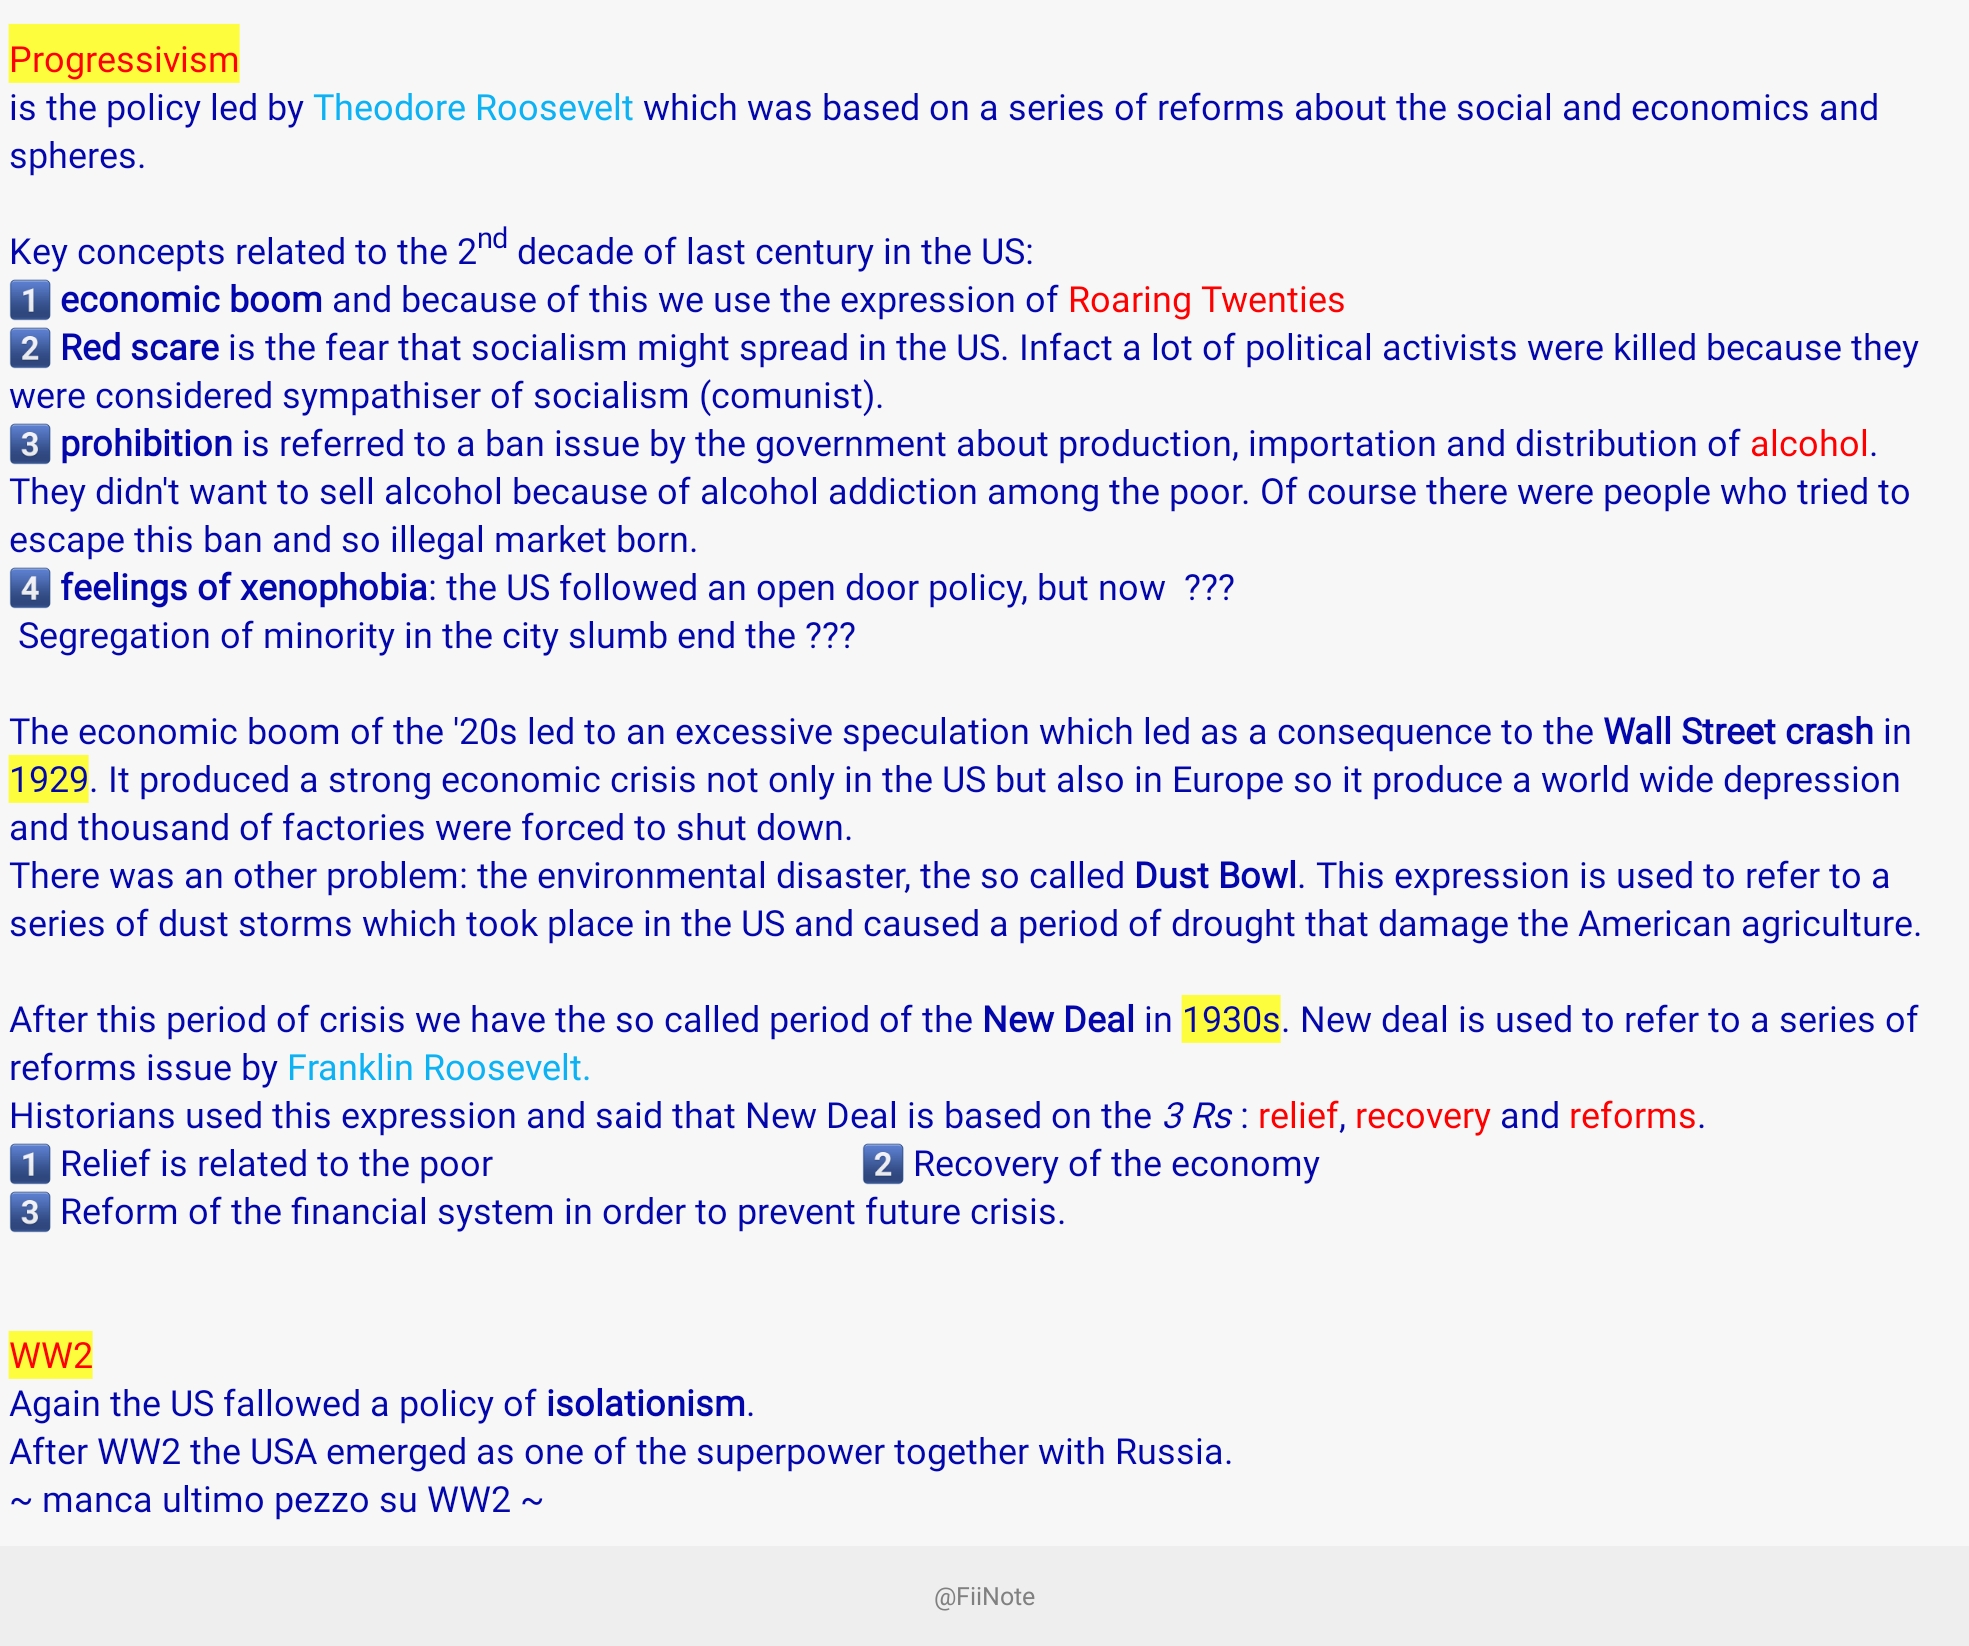 Progressivism
is the policy led by Theodore Roosevelt which was based on a series of reforms about the social and economics and
spheres.
Key concepts related to the 2nd decade of last century in the US:
1 economic boom and because of this we use the expression of Roaring Twenties
2 Red scare is the fear that socialism might spread in the US. Infact a lot of political activists were killed because they
were considered sympathiser of socialism (comunist).
3 prohibition is referred to a ban issue by the government about production, importation and distribution of alcohol.
They didn't want to sell alcohol because of alcohol addiction among the poor. Of course there were people who tried to
escape this ban and so illegal market born.
4 feelings of xenophobia: the US followed an open door policy, but now  ???
Segregation of minority in the city slumb end the ???
The economic boom of the '20s led to an excessive speculation which led as a consequence to the Wall Street crash in
1929. It produced a strong economic crisis not only in the US but also in Europe so it produce a world wide depression
and thousand of factories were forced to shut down.
There was an other problem: the environmental disaster, the so called Dust Bowl. This expression is used to refer to a
series of dust storms which took place in the US and caused a period of drought that damage the American agriculture.
After this period of crisis we have the so called period of the New Deal in 1930s. New deal is used to refer to a series of
reforms issue by Franklin Roosevelt.
Historians used this expression and said that New Deal is based on the 3 Rs : relief, recovery and reforms.
1 Relief is related to the poor 2 Recovery of the economy
3 Reform of the financial system in order to prevent future crisis.
WW2
Again the US fallowed a policy of isolationism.
After WW2 the USA emerged as one of the superpower together with Russia.
~ manca ultimo pezzo su WW2 ~
@FiiNote